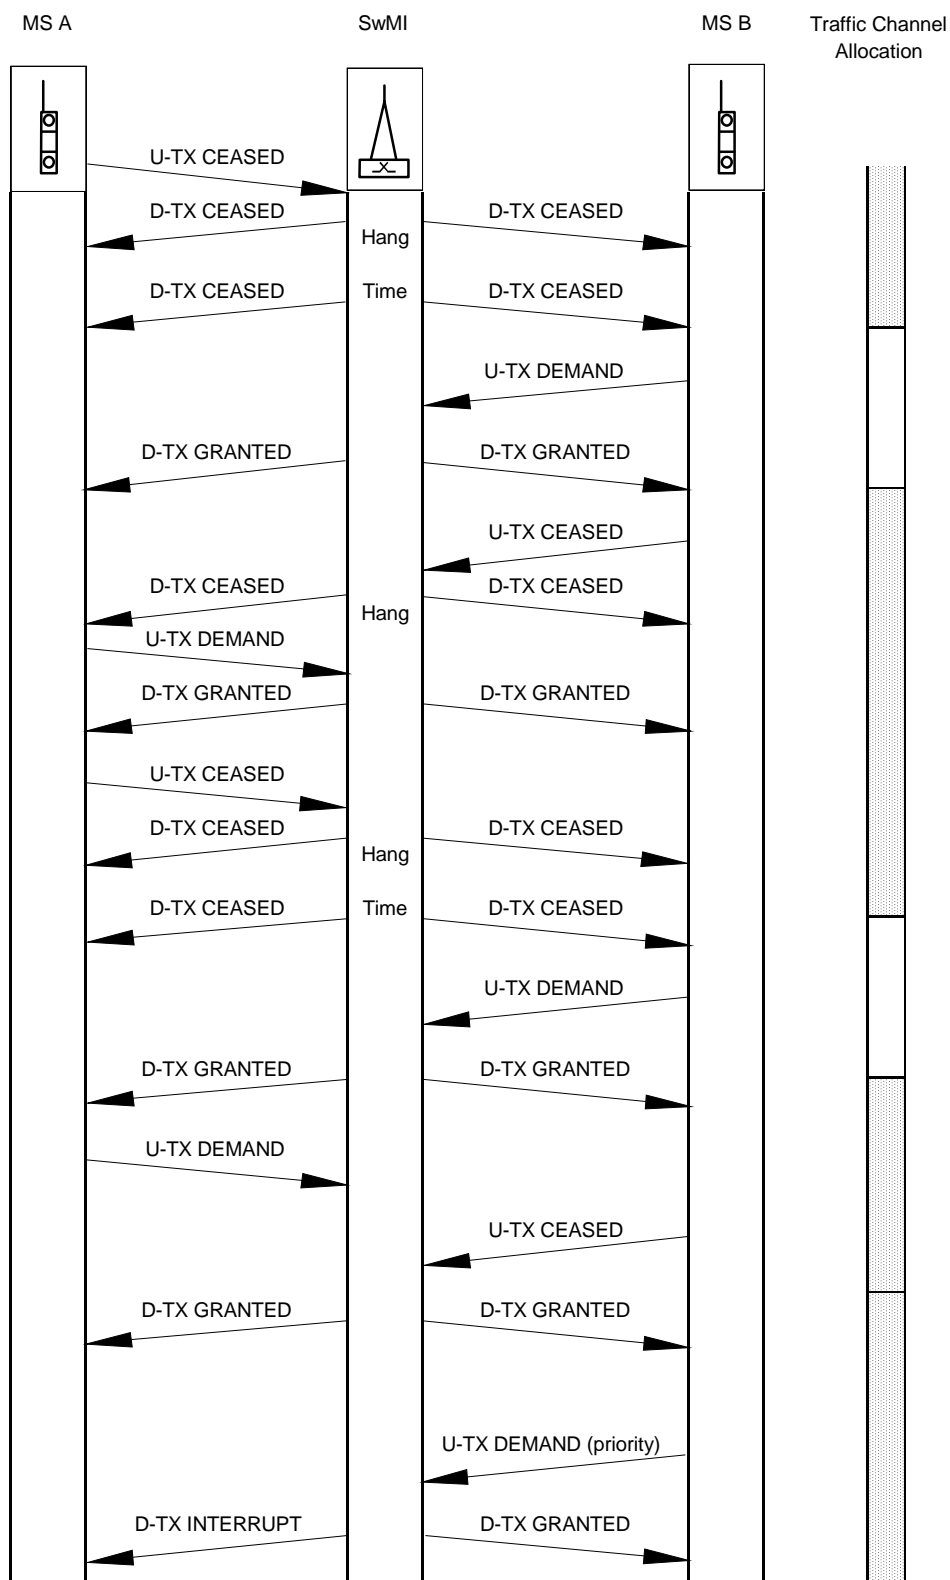 MS A SwMI MS B Traffic Channel
Allocation
U-TX CEASED
D-TX CEASED D-TX CEASED
Hang
D-TX CEASED Time D-TX CEASED
U-TX DEMAND
D-TX GRANTED D-TX GRANTED
U-TX CEASED
D-TX CEASED D-TX CEASED
Hang
U-TX DEMAND
D-TX GRANTED D-TX GRANTED
U-TX CEASED
D-TX CEASED D-TX CEASED
Hang
D-TX CEASED Time D-TX CEASED
U-TX DEMAND
D-TX GRANTED D-TX GRANTED
U-TX DEMAND
U-TX CEASED
D-TX GRANTED D-TX GRANTED
U-TX DEMAND (priority)
D-TX INTERRUPT D-TX GRANTED